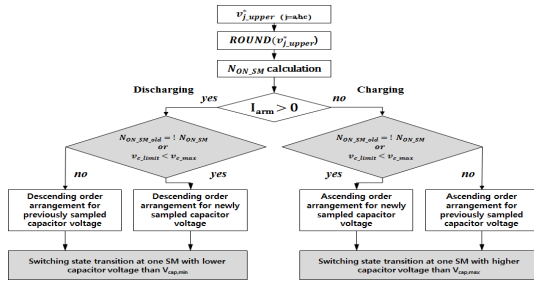 v*j_upper (j=a,b,c)
ROUND(v*j_upper)
NON_SM calculation
Discharging
Charging
yes
Iarm > 0
no
NON_SM_old = ! NON_SM
or
vc_limit < vc_max
NON_SM_old = ! NON_SM
or
vc_limit < vc_max
no
yes
yes
no
Descending order
arrangement for
previously sampled
capacitor voltage
Descending order
arrangement for newly
sampled capacitor
voltage
Ascending order
arrangement for newly
sampled capacitor
voltage
Ascending order
arrangement for
previously sampled
capacitor voltage
Switching state transition at one SM with lower
capacitor voltage than Vcap,min
Switching state transition at one SM with higher
capacitor voltage than Vcap,max